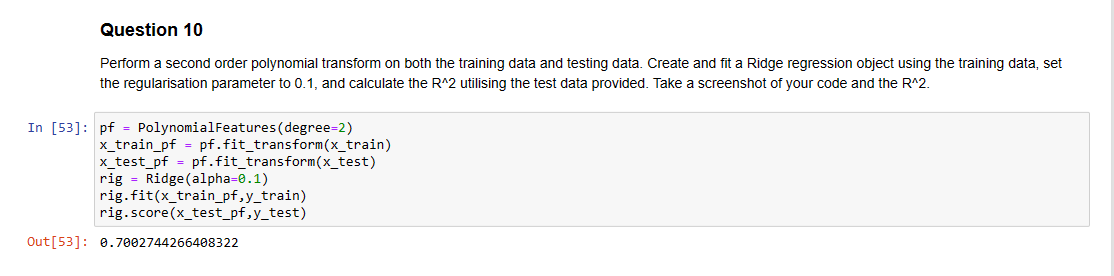 Question 10
Perform a second order polynomial transform on both the training data and testing data. Create and fit a Ridge regression object using the training data, set
the regularisation parameter to 0.1, and calculate the R^2 utilising the test data provided. Take a screenshot of your code and the R^2.
In [53]: pf = PolynomialFeatures(degree=2)
x_train_pf = pf.fit_transform(x_train)
x_test_pf = pf.fit_transform(x_test)
rig = Ridge(alpha=0.1)
rig.fit(x_train_pf,y_train)
rig.score(x_test_pf,y_test)
Out[53]: 0.7002744266408322